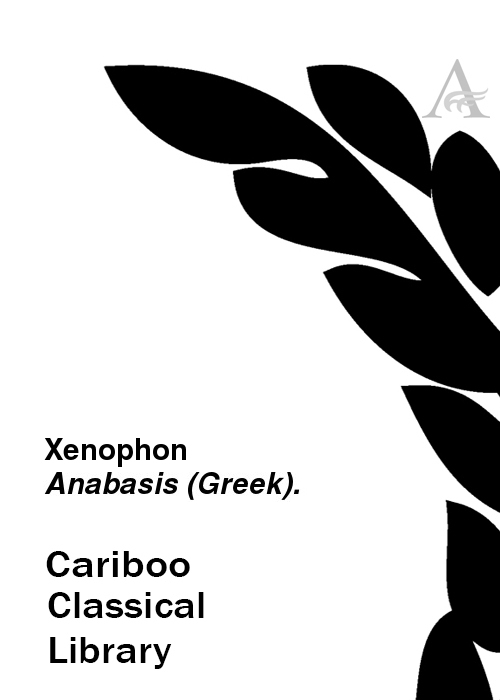 A
Xenophon
Anabasis (Greek).
Cariboo
Classical
Library